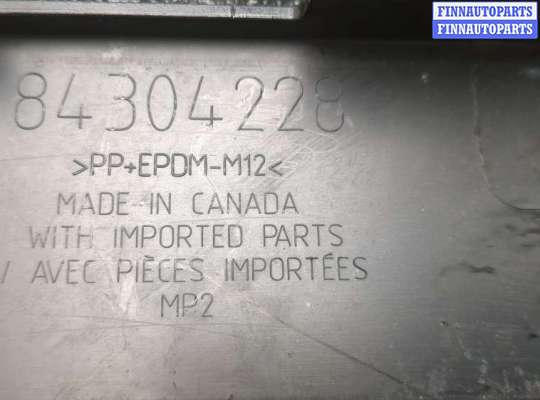 FINNAUTOPARTS
FINNAUTOPARTS
84304228
>PP+EPDM-M12<
MADE IN CANADA
WITH IMPORTED PARTS
/ AVEC PIÈCES IMPORTÉES
MP2